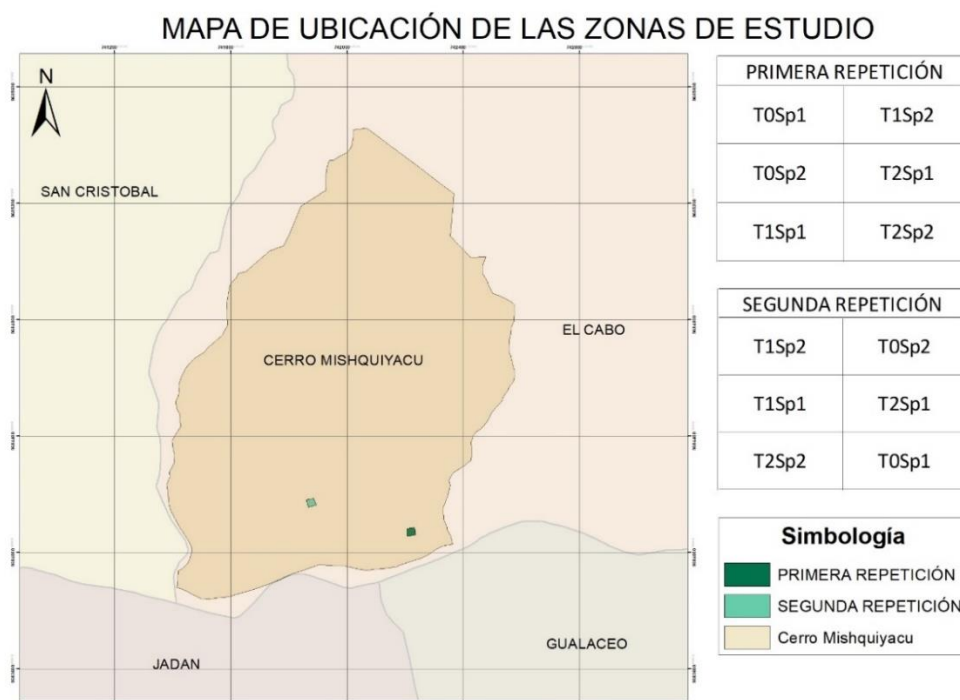 MAPA DE UBICACIÓN DE LAS ZONAS DE ESTUDIO
N
SAN CRISTOBAL
CERRO MISHQUIYACU
EL CABO
JADAN
GUALACEO
PRIMERA REPETICIÓN
T0Sp1 T1Sp2
T0Sp2 T2Sp1
T1Sp1 T2Sp2
SEGUNDA REPETICIÓN
T1Sp2 T0Sp2
T1Sp1 T2Sp1
T2Sp2 T0Sp1
Simbología
PRIMERA REPETICIÓN
SEGUNDA REPETICIÓN
Cerro Mishquiyacu